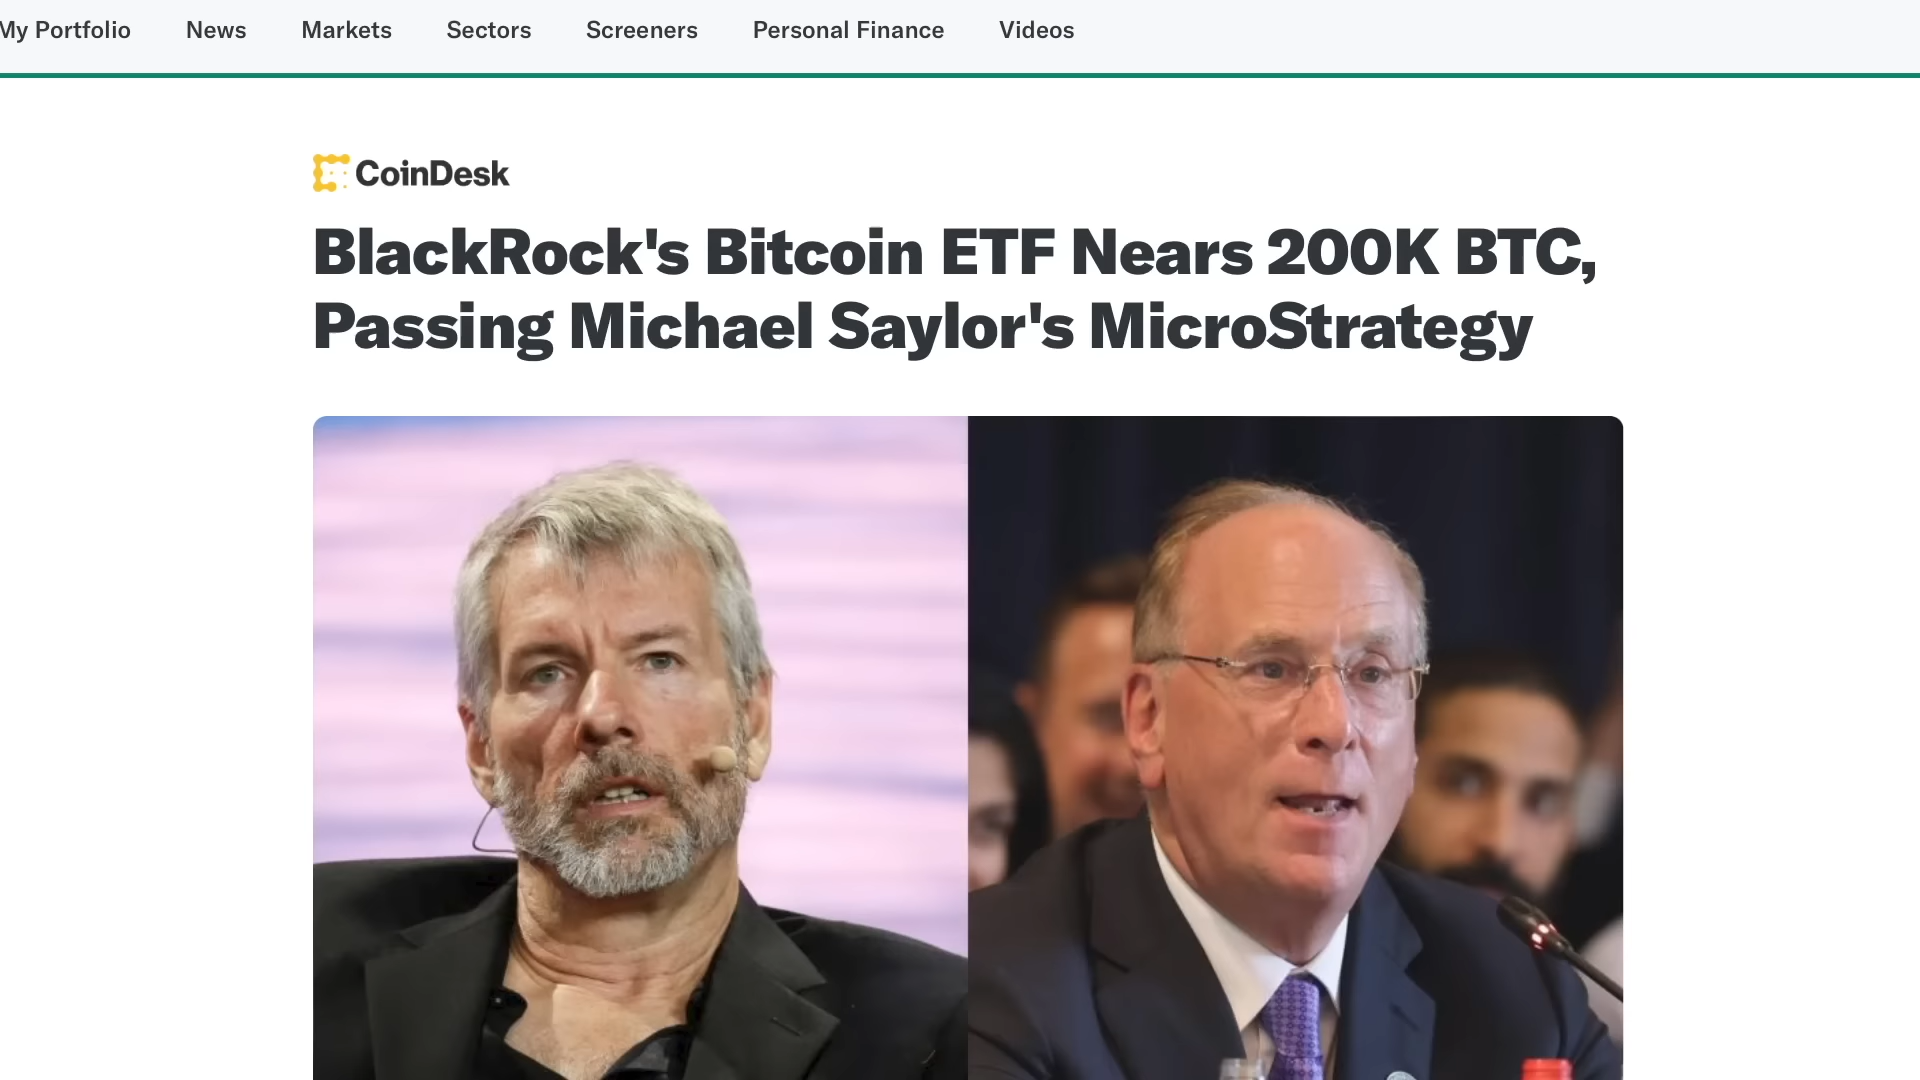 My Portfolio News Markets Sectors Screeners Personal Finance Videos
CoinDesk
BlackRock's Bitcoin ETF Nears 200K BTC,
Passing Michael Saylor's MicroStrategy